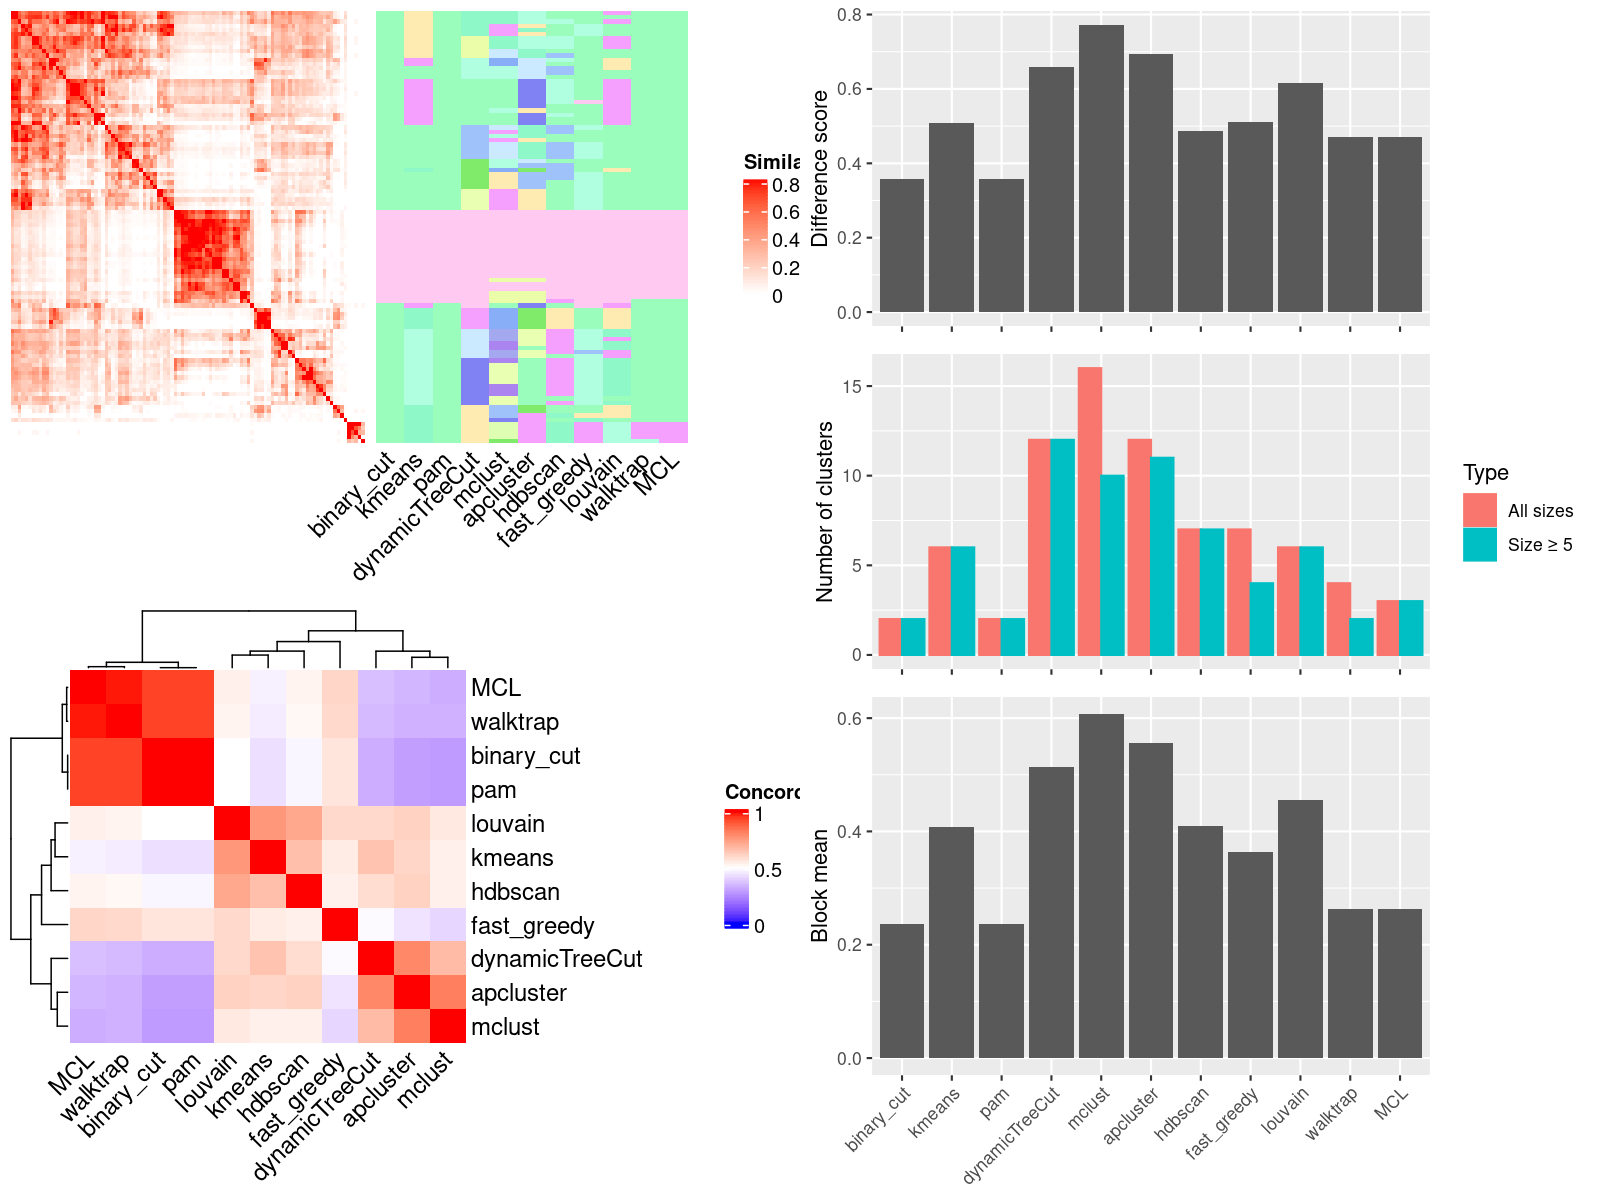 Simila
0.8
0.6
0.4
0.2
0
binary_cut
kmeans
pam
dynamicTreeCut
mclust
apcluster
hdbscan
fast_greedy
louvain
walktrap
MCL
MCL
walktrap
binary_cut
pam
louvain
kmeans
hdbscan
fast_greedy
dynamicTreeCut
apcluster
mclust
MCL
walktrap
binary_cut
pam
louvain
kmeans
hdbscan
fast_greedy
dynamicTreeCut
apcluster
mclust
Concord
1
0.5
0
Difference score
0.8
0.6
0.4
0.2
0.0
Number of clusters
15
10
5
0
Type
All sizes
Size ≥ 5
Block mean
0.6
0.4
0.2
0.0
binary_cut
kmeans
pam
dynamicTreeCut
mclust
apcluster
hdbscan
fast_greedy
louvain
walktrap
MCL